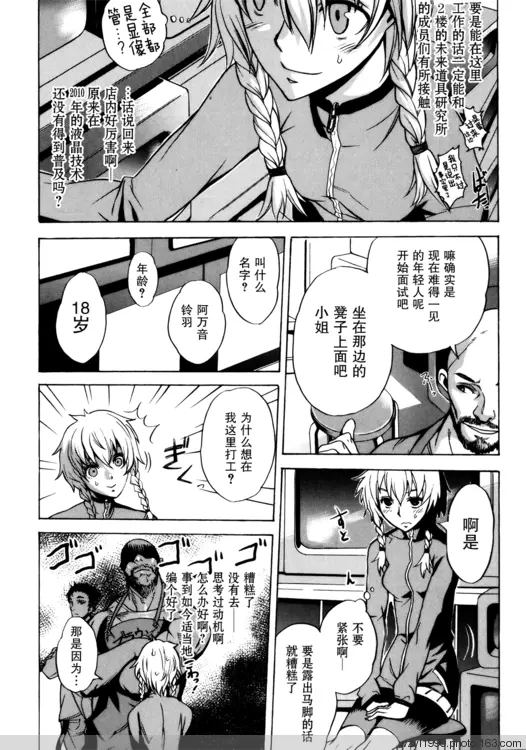 要是能在这里
工作的话一定能和
2楼的未来道具研究所
的成员们有所接触
全部都
是显像
管…？
…话说回来
店内好厉害啊—
原来在
2010年的液晶技术
还没有得到普及吗？
嘛确实是
现在难得一见
的年轻人呢
开始面试吧
坐在那边的
凳子上面吧
小姐
叫什么
名字？
阿万音
铃羽
年龄？
18岁
啊是
不要
紧张啊—
要是露出马脚的话
就糟糕了
为什么想在
我这里打工？
糟糕了
没有去—
思考过动机啊
怎么办好啊？
事到如今适当地
编个好了
那是
因为…
ゴゴゴ
すとっ